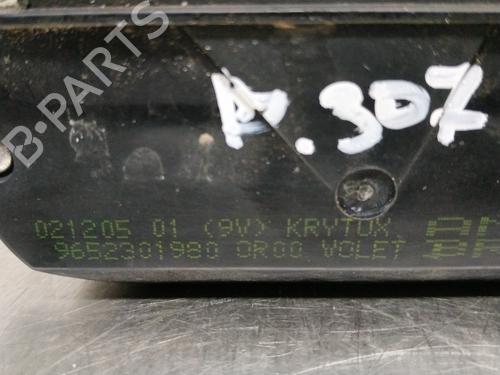 B-PARTS
P.307
021205 01 (9V) KRYTOX
9652301980 OR00 VOLET